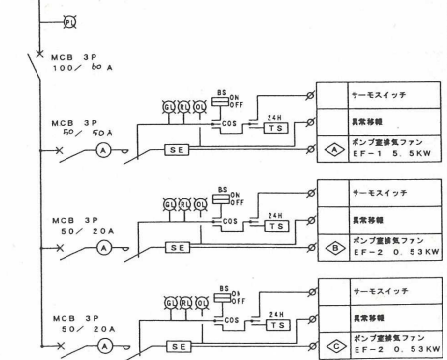 PL
MCB 3P
100/60A
BS
ON
OFF
GL RL OL
COS
24H
TS
サーモスイッチ
異常移報
MCB 3P
50/50A
A
SE
A
ポンプ室排気ファン
EF-1 5.5KW
BS
ON
OFF
GL RL OL
COS
24H
TS
サーモスイッチ
異常移報
MCB 3P
50/20A
A
SE
B
ポンプ室排気ファン
EF-2 0.53KW
BS
ON
OFF
GL RL OL
COS
24H
TS
サーモスイッチ
異常移報
MCB 3P
50/20A
A
SE
C
ポンプ室排気ファン
EF-2 0.53KW